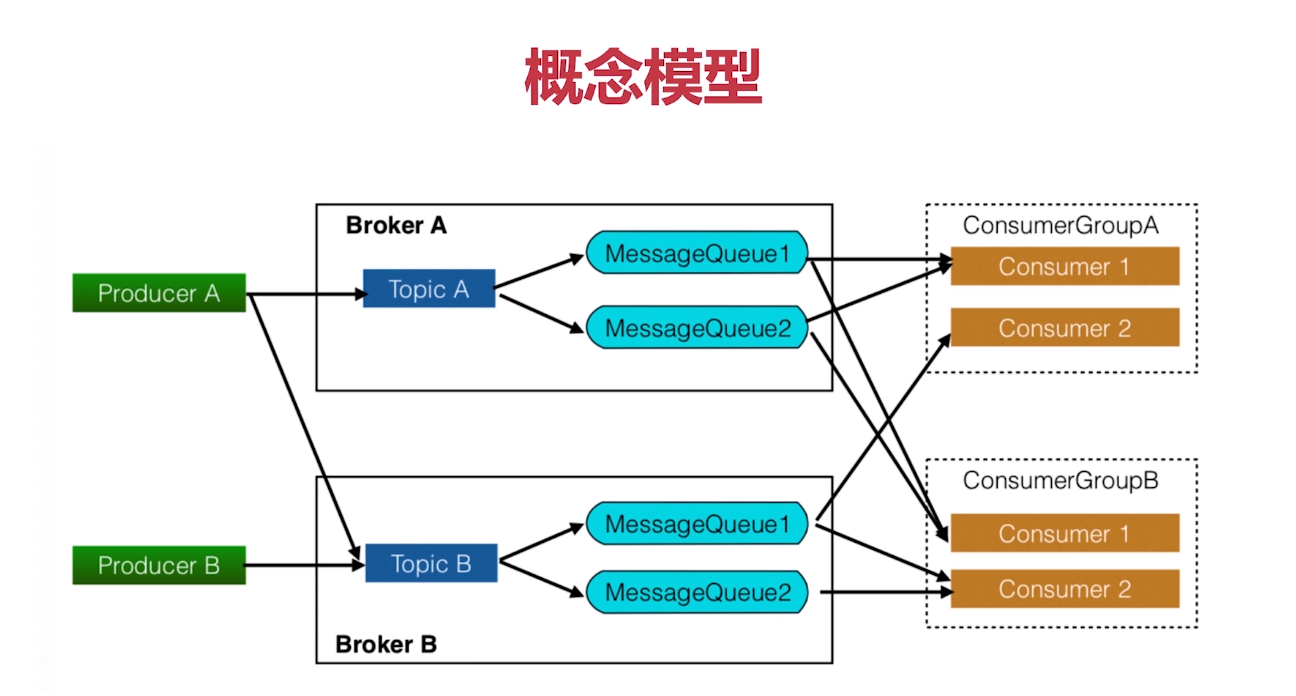 概念模型
Broker A
Producer A
Topic A
MessageQueue1
MessageQueue2
ConsumerGroupA
Consumer 1
Consumer 2
Producer B
Topic B
MessageQueue1
MessageQueue2
Broker B
ConsumerGroupB
Consumer 1
Consumer 2